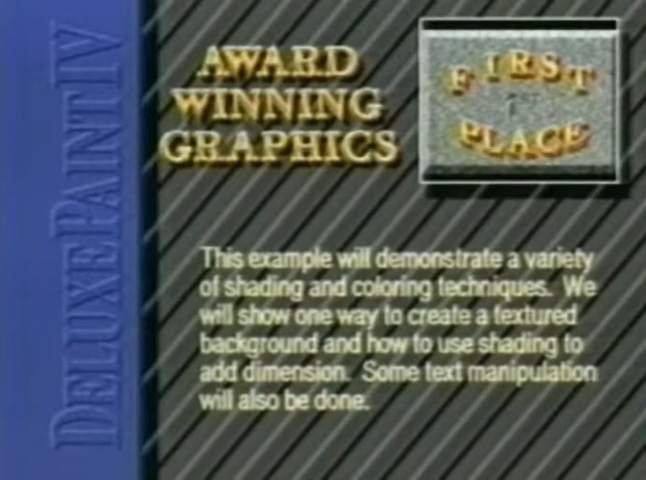 DELUXEPAINT IV
AWARD
WINNING
GRAPHICS
FIRST
PLACE
This example will demonstrate a variety
of shading and coloring techniques. We
will show one way to create a textured
background and how to use shading to
add dimension. Some text manipulation
will also be done.